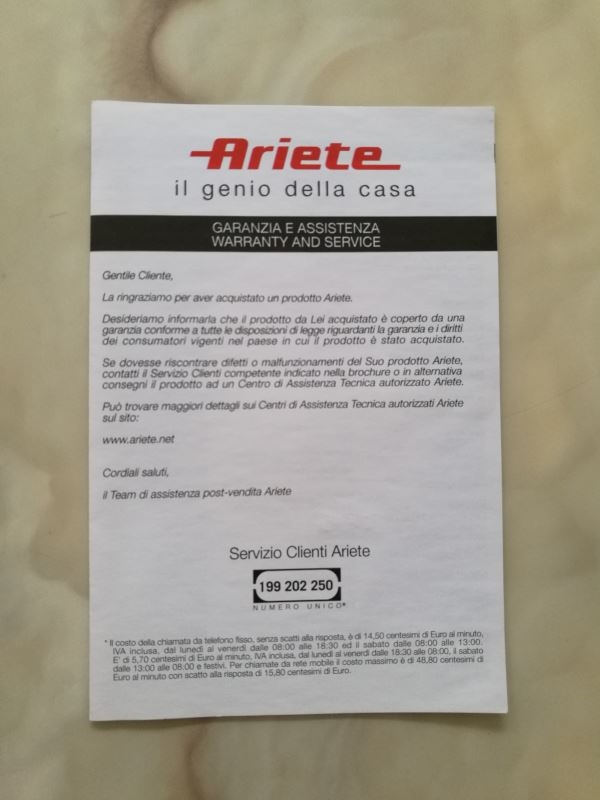 Ariete
il genio della casa
GARANZIA E ASSISTENZA
WARRANTY AND SERVICE
Gentile Cliente,
La ringraziamo per aver acquistato un prodotto Ariete.
Desideriamo informarla che il prodotto da Lei acquistato è coperto da una
garanzia conforme a tutte le disposizioni di legge riguardanti la garanzia e i diritti
dei consumatori vigenti nel paese in cui il prodotto è stato acquistato.
Se dovesse riscontrare difetti o malfunzionamenti del Suo prodotto Ariete,
contatti il Servizio Clienti competente indicato nella brochure o in alternativa
consegni il prodotto ad un Centro di Assistenza Tecnica autorizzato Ariete.
Può trovare maggiori dettagli sui Centri di Assistenza Tecnica autorizzati Ariete
sul sito:
www.ariete.net
Cordiali saluti,
il Team di assistenza post-vendita Ariete
Servizio Clienti Ariete
199 202 250
NUMERO UNICO*
* Il costo della chiamata da telefono fisso, senza scatti alla risposta, è di 14,50 centesimi di Euro al minuto,
IVA inclusa, dal lunedì al venerdì dalle 08:00 alle 18:30 ed il sabato dalle 08:00 alle 13:00.
E' di 5,70 centesimi di Euro al minuto, IVA inclusa, dal lunedì al venerdì dalle 18:30 alle 08:00, il sabato
dalle 13:00 alle 08:00 e festivi. Per chiamate da rete mobile il costo massimo è di 48,80 centesimi di
Euro al minuto con scatto alla risposta di 15,80 centesimi di Euro.